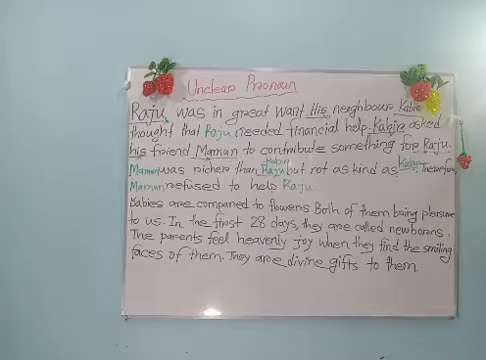 Unclear Pronoun
Raju was in great want. His neighbour Kabir
thought that Raju needed financial help. Kabir asked
his friend Mamun to contribute something for Raju.
Kabir
Mamun was richer than Raju but not as kind as Kabir. Therefore,
Mamun refused to help Raju.
Babies are compared to flowers. Both of them bring pleasure
to us. In the first 28 days, they are called newborns.
The parents feel heavenly joy when they find the smiling
faces of them. They are divine gifts to them